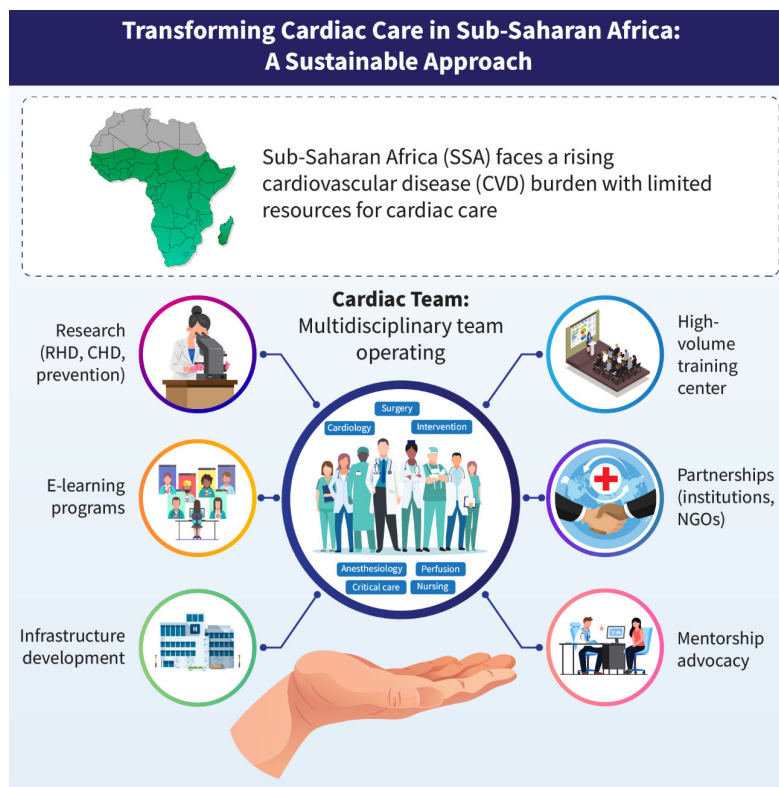 Transforming Cardiac Care in Sub-Saharan Africa:
A Sustainable Approach
Sub-Saharan Africa (SSA) faces a rising
cardiovascular disease (CVD) burden with limited
resources for cardiac care
Cardiac Team:
Multidisciplinary team
operating
Research
(RHD, CHD,
prevention)
E-learning
programs
Infrastructure
development
Surgery
Cardiology
Intervention
Anesthesiology
Perfusion
Critical care
Nursing
High-
volume
training
center
Partnerships
(institutions,
NGOs)
Mentorship
advocacy
H